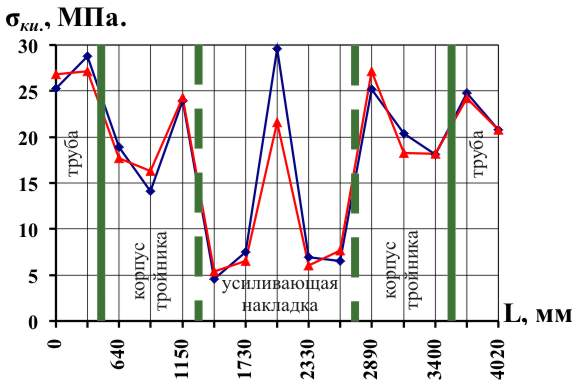 σки., МПа.
30
25
20
15
10
5
0
труба
корпус
тройника
усиливающая
накладка
корпус
тройника
труба
L, мм
0
640
1150
1730
2330
2890
3400
4020